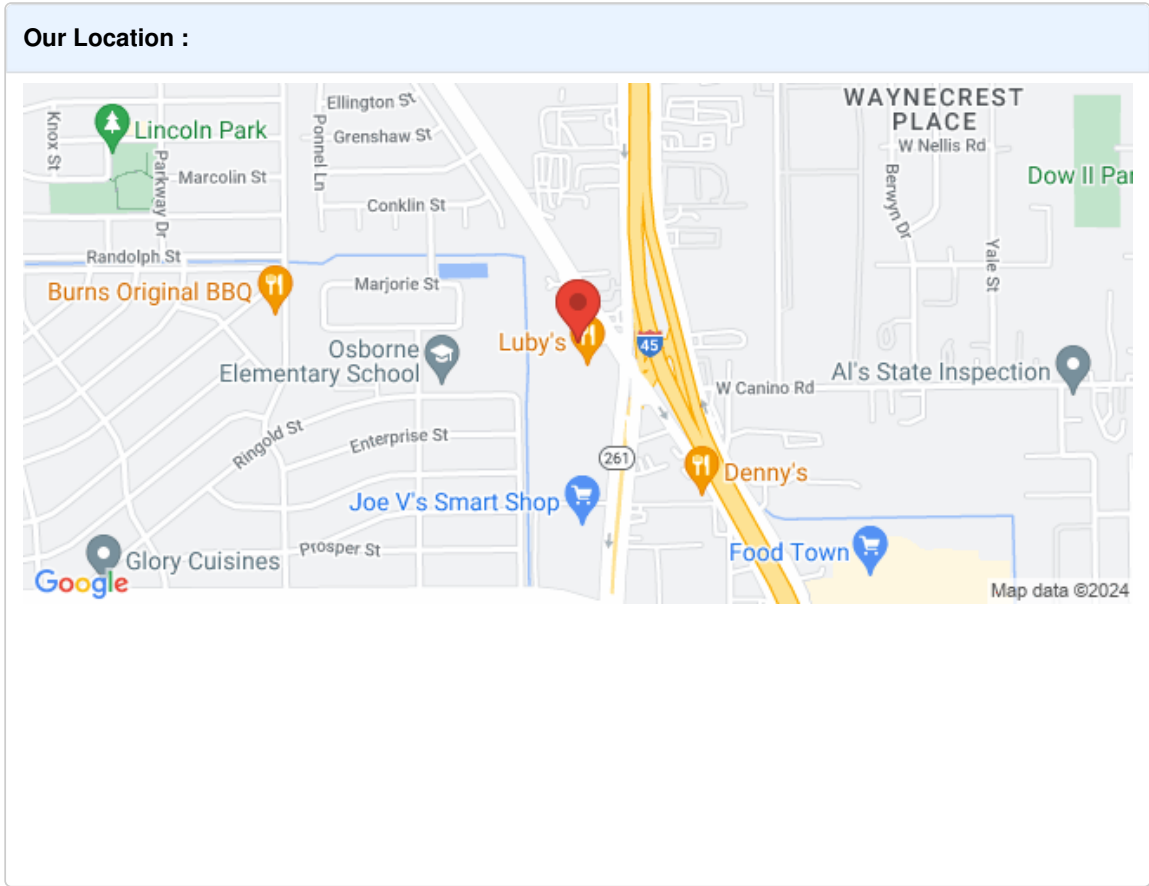 Our Location :
WAYNECREST
PLACE
Ellington St
Knox St
Ponnel Ln
Lincoln Park
Grenshaw St
W Nellis Rd
Parkway Dr
Marcolin St
Berwyn Dr
Dow II Par
Conklin St
Randolph St
Yale St
Burns Original BBQ
Marjorie St
Luby's
45
Osborne
Elementary School
Al's State Inspection
W Canino Rd
Ringold St
Enterprise St
261
Denny's
Joe V's Smart Shop
Prosper St
Food Town
Glory Cuisines
Google
Map data ©2024